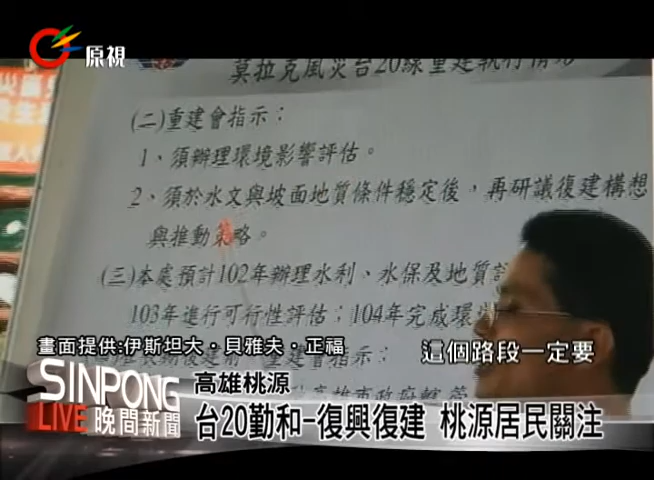 原視
莫拉克風災台20線重建執行情形
(二)重建會指示：
1、須辦理環境影響評估。
2、須於水文與坡面地質條件穩定後，再研議復建構想
與推動策略。
(三)本處預計102年辦理水利、水保及地質
103年進行可行性評估；104年完成環
畫面提供:伊斯坦大・貝雅夫・正福
這個路段一定要
SINPONG
LIVE 晚間新聞
高雄桃源
台20勤和-復興復建 桃源居民關注